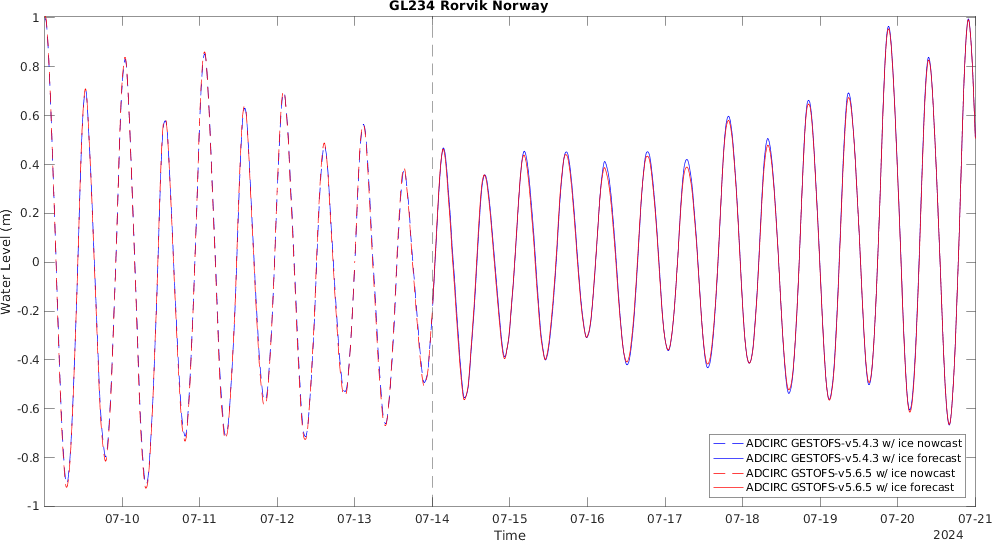 GL234 Rorvik Norway
1
0.8
0.6
0.4
0.2
0
-0.2
-0.4
-0.6
-0.8
-1
Water Level (m)
07-10 07-11 07-12 07-13 07-14 07-15 07-16 07-17 07-18 07-19 07-20 07-21
Time
2024
ADCIRC GESTOFS-v5.4.3 w/ ice nowcast
ADCIRC GESTOFS-v5.4.3 w/ ice forecast
ADCIRC GSTOFS-v5.6.5 w/ ice nowcast
ADCIRC GSTOFS-v5.6.5 w/ ice forecast